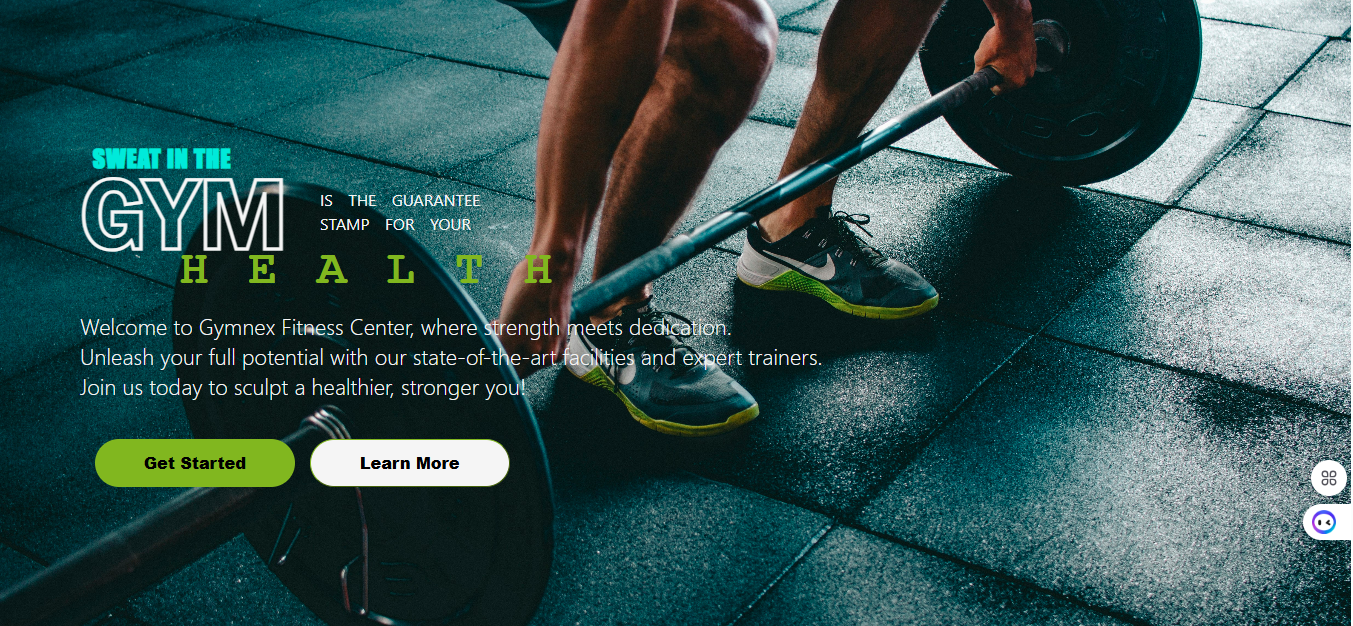 SWEAT IN THE
GYM
IS THE GUARANTEE
STAMP FOR YOUR
HEALTH
Welcome to Gymnex Fitness Center, where strength meets dedication.
Unleash your full potential with our state-of-the-art facilities and expert trainers.
Join us today to sculpt a healthier, stronger you!
Get Started
Learn More